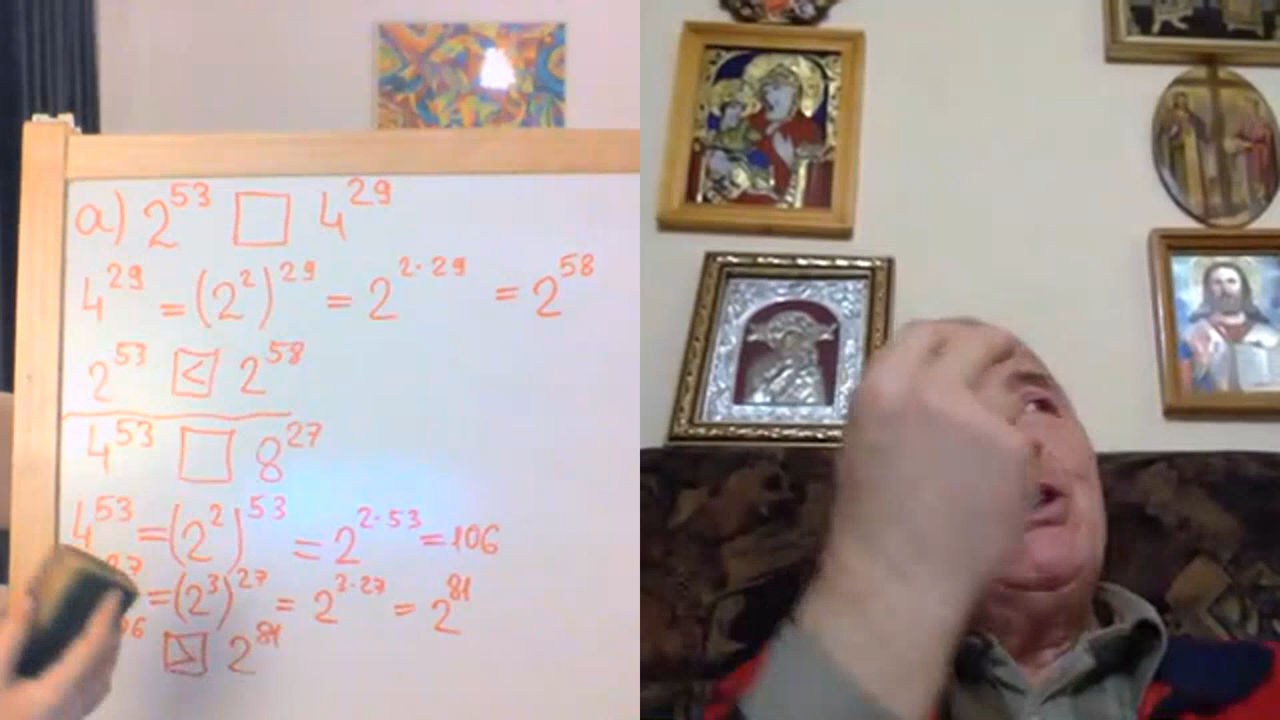 a) 2^53 □ 4^29
4^29 = (2^2)^29 = 2^2·29 = 2^58
2^53 < 2^58
4^53 □ 8^27
4^53 = (2^2)^53 = 2^2·53 = 106
= (2^3)^27 = 2^3·27 = 2^81
> 2^81